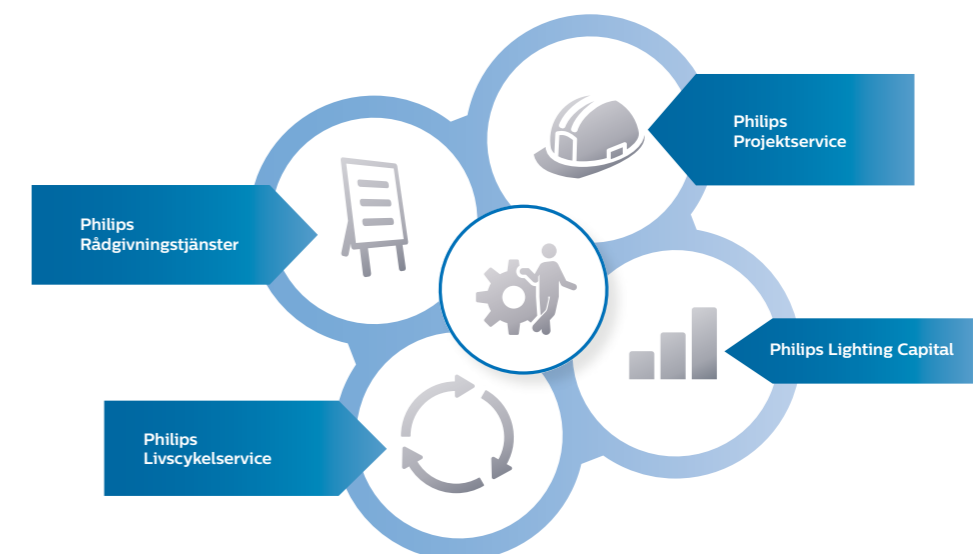 Philips
Projektservice
Philips
Rådgivningstjänster
Philips Lighting Capital
Philips
Livscykelservice